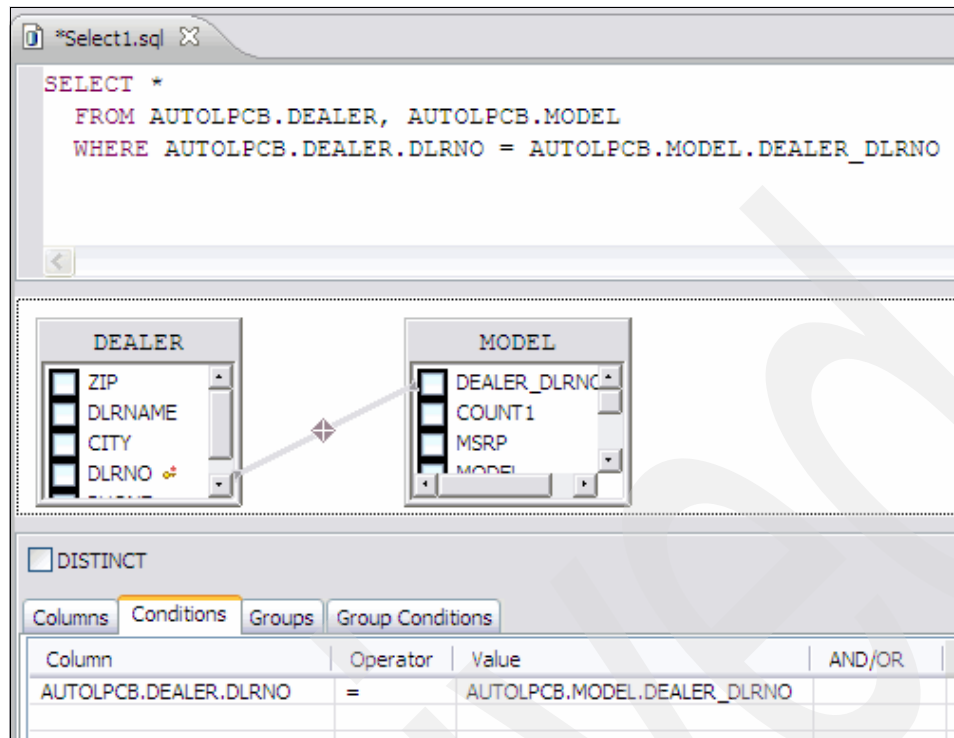 *Select1.sql
SELECT *
FROM AUTOLPCB.DEALER, AUTOLPCB.MODEL
WHERE AUTOLPCB.DEALER.DLRNO = AUTOLPCB.MODEL.DEALER_DLRNO
DEALER
ZIP
DLRNAME
CITY
DLRNO
MODEL
DEALER_DLRNO
COUNT1
MSRP
MODEL
DISTINCT
Columns Conditions Groups Group Conditions
Column Operator Value AND/OR
AUTOLPCB.DEALER.DLRNO = AUTOLPCB.MODEL.DEALER_DLRNO